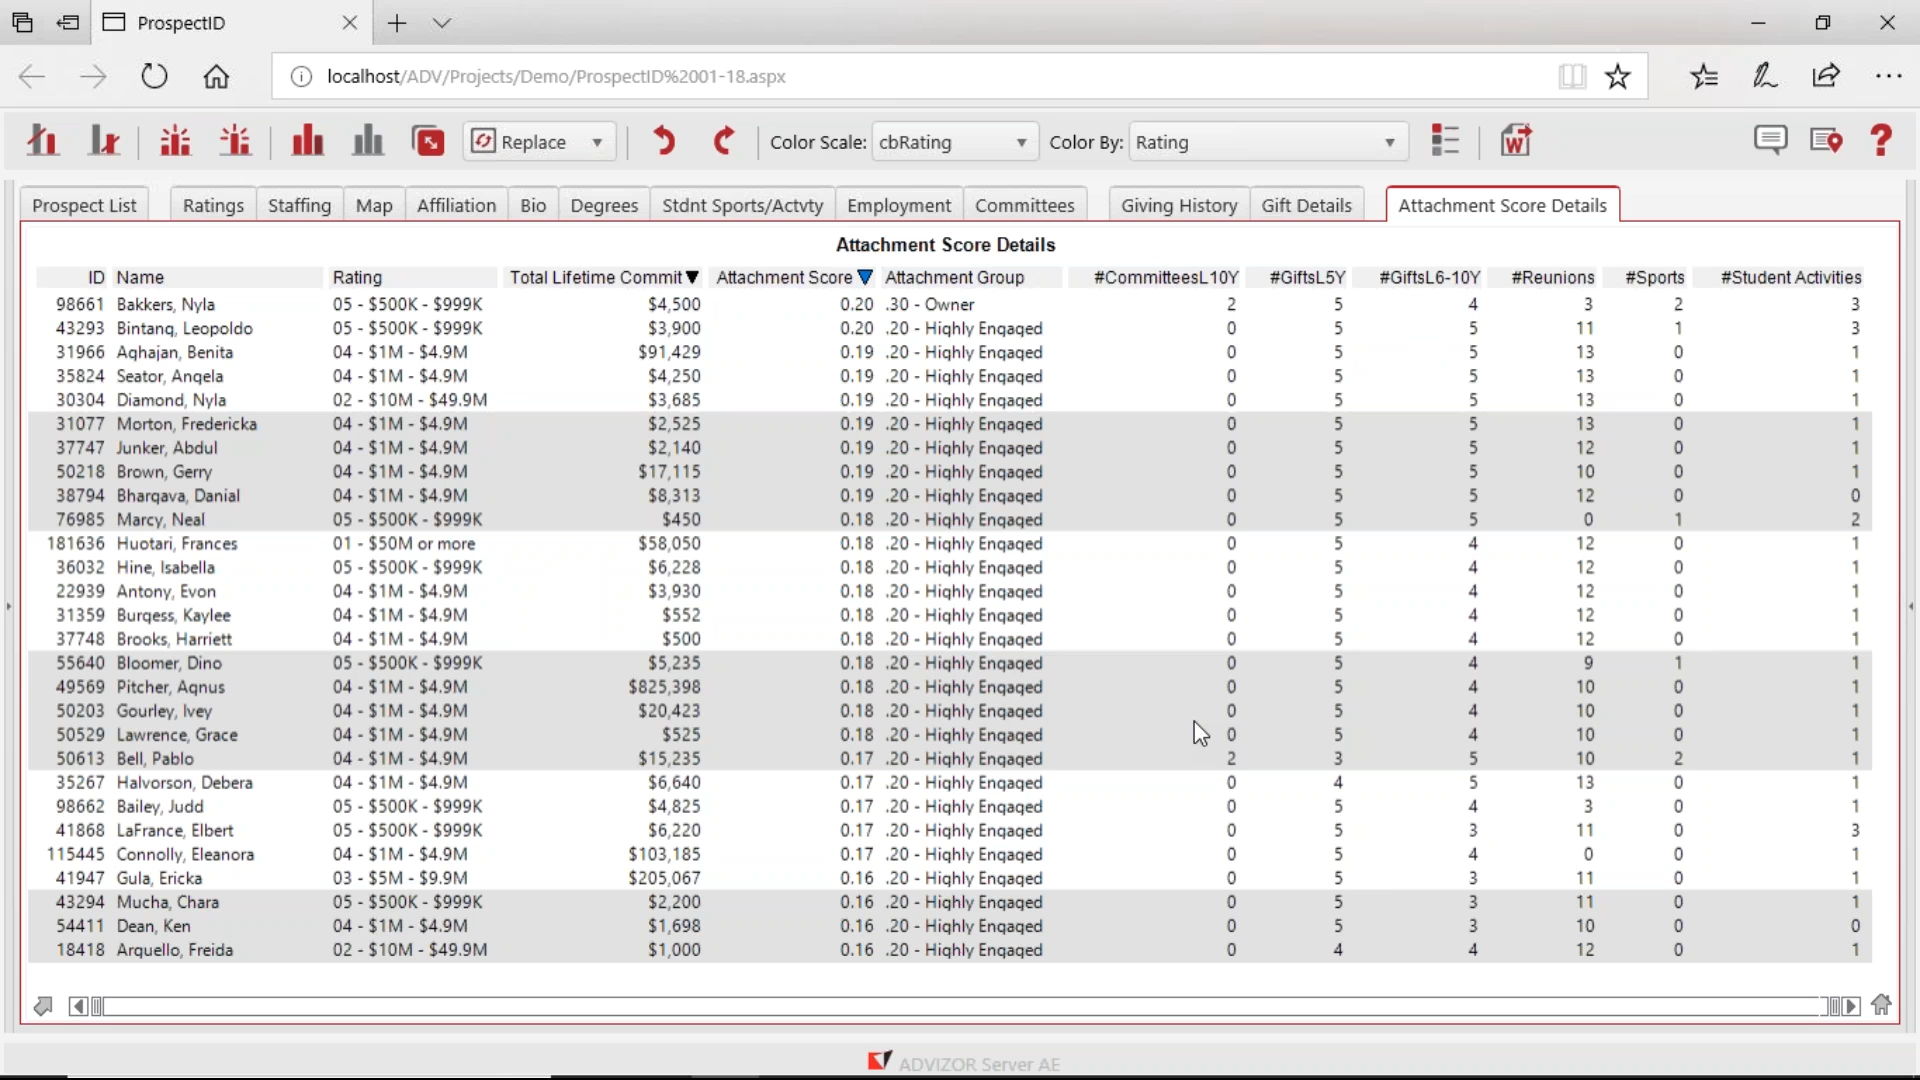 ProspectID
localhost/ADV/Projects/Demo/ProspectID%2001-18.aspx
Replace Color Scale: cbRating Color By: Rating
Prospect List Ratings Staffing Map Affiliation Bio Degrees Stdnt Sports/Actvty Employment Committees Giving History Gift Details Attachment Score Details
Attachment Score Details
ID Name Rating Total Lifetime Commit Attachment Score Attachment Group #CommitteesL10Y #GiftsL5Y #GiftsL6-10Y #Reunions #Sports #Student Activities
98661 Bakkers, Nyla 05 - $500K - $999K $4,500 0.20 .30 - Owner 2 5 4 3 2 3
43293 Bintang, Leopoldo 05 - $500K - $999K $3,900 0.20 .20 - Highly Engaged 0 5 5 11 1 3
31966 Aghajan, Benita 04 - $1M - $4.9M $91,429 0.19 .20 - Highly Engaged 0 5 5 13 0 1
35824 Seator, Angela 04 - $1M - $4.9M $4,250 0.19 .20 - Highly Engaged 0 5 5 13 0 1
30304 Diamond, Nyla 02 - $10M - $49.9M $3,685 0.19 .20 - Highly Engaged 0 5 5 13 0 1
31077 Morton, Fredericka 04 - $1M - $4.9M $2,525 0.19 .20 - Highly Engaged 0 5 5 13 0 1
37747 Junker, Abdul 04 - $1M - $4.9M $2,140 0.19 .20 - Highly Engaged 0 5 5 12 0 1
50218 Brown, Gerry 04 - $1M - $4.9M $17,115 0.19 .20 - Highly Engaged 0 5 5 10 0 1
38794 Bhargava, Danial 04 - $1M - $4.9M $8,313 0.19 .20 - Highly Engaged 0 5 5 12 0 0
76985 Marcy, Neal 05 - $500K - $999K $450 0.18 .20 - Highly Engaged 0 5 5 0 1 2
181636 Huotari, Frances 01 - $50M or more $58,050 0.18 .20 - Highly Engaged 0 5 4 12 0 1
36032 Hine, Isabella 05 - $500K - $999K $6,228 0.18 .20 - Highly Engaged 0 5 4 12 0 1
22939 Antony, Evon 04 - $1M - $4.9M $3,930 0.18 .20 - Highly Engaged 0 5 4 12 0 1
31359 Burgess, Kaylee 04 - $1M - $4.9M $552 0.18 .20 - Highly Engaged 0 5 4 12 0 1
37748 Brooks, Harriett 04 - $1M - $4.9M $500 0.18 .20 - Highly Engaged 0 5 4 12 0 1
55640 Bloomer, Dino 05 - $500K - $999K $5,235 0.18 .20 - Highly Engaged 0 5 4 9 1 1
49569 Pitcher, Agnus 04 - $1M - $4.9M $825,398 0.18 .20 - Highly Engaged 0 5 4 10 0 1
50203 Gourley, Ivey 04 - $1M - $4.9M $20,423 0.18 .20 - Highly Engaged 0 5 4 10 0 1
50529 Lawrence, Grace 04 - $1M - $4.9M $525 0.18 .20 - Highly Engaged 0 5 4 10 0 1
50613 Bell, Pablo 04 - $1M - $4.9M $15,235 0.17 .20 - Highly Engaged 2 3 5 10 2 1
35267 Halvorson, Debera 04 - $1M - $4.9M $6,640 0.17 .20 - Highly Engaged 0 4 5 13 0 1
98662 Bailey, Judd 05 - $500K - $999K $4,825 0.17 .20 - Highly Engaged 0 5 4 3 0 1
41868 LaFrance, Elbert 05 - $500K - $999K $6,220 0.17 .20 - Highly Engaged 0 5 3 11 0 3
115445 Connolly, Eleanora 04 - $1M - $4.9M $103,185 0.17 .20 - Highly Engaged 0 5 4 0 0 1
41947 Gula, Ericka 03 - $5M - $9.9M $205,067 0.16 .20 - Highly Engaged 0 5 3 11 0 1
43294 Mucha, Chara 05 - $500K - $999K $2,200 0.16 .20 - Highly Engaged 0 5 3 11 0 1
54411 Dean, Ken 04 - $1M - $4.9M $1,698 0.16 .20 - Highly Engaged 0 5 3 10 0 0
18418 Arguello, Freida 02 - $10M - $49.9M $1,000 0.16 .20 - Highly Engaged 0 4 4 12 0 1
ADVIZOR Server AE